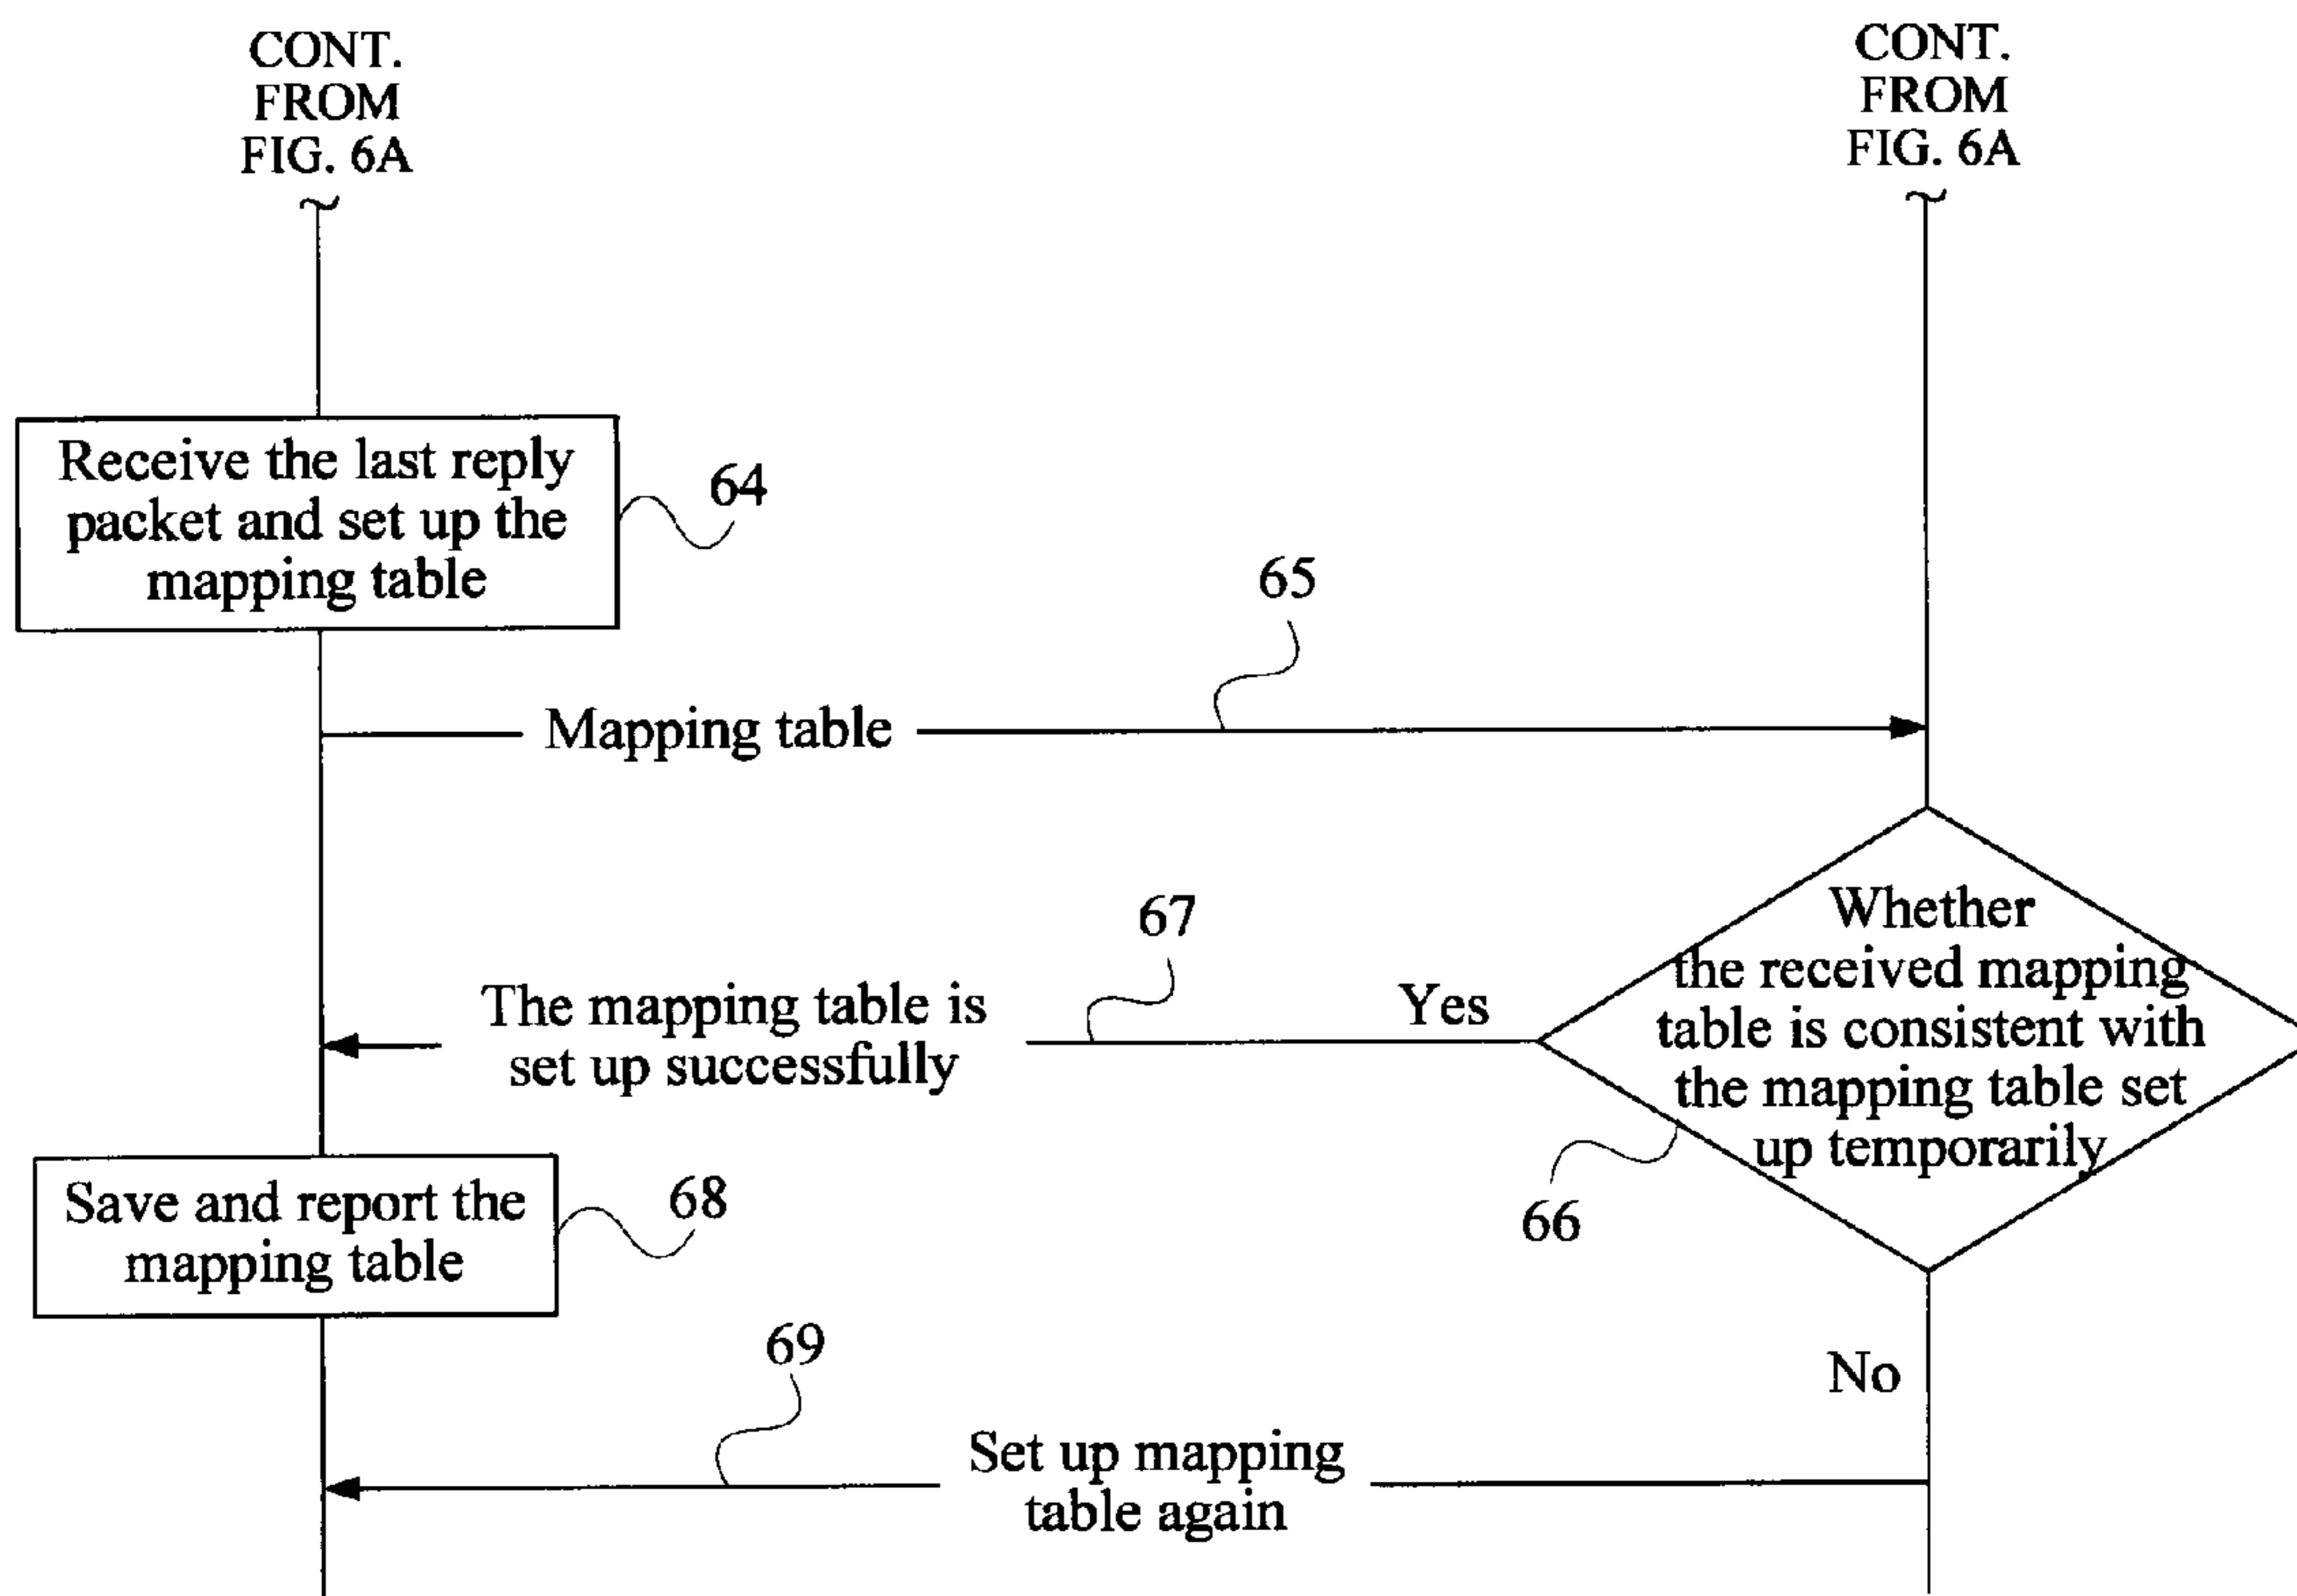 CONT.
FROM
FIG. 6A
CONT.
FROM
FIG. 6A
Receive the last reply
packet and set up the
mapping table
64
65
Mapping table
67
The mapping table is
set up successfully
Yes
Whether
the received mapping
table is consistent with
the mapping table set
up temporarily
66
Save and report the
mapping table
68
69
No
Set up mapping
table again